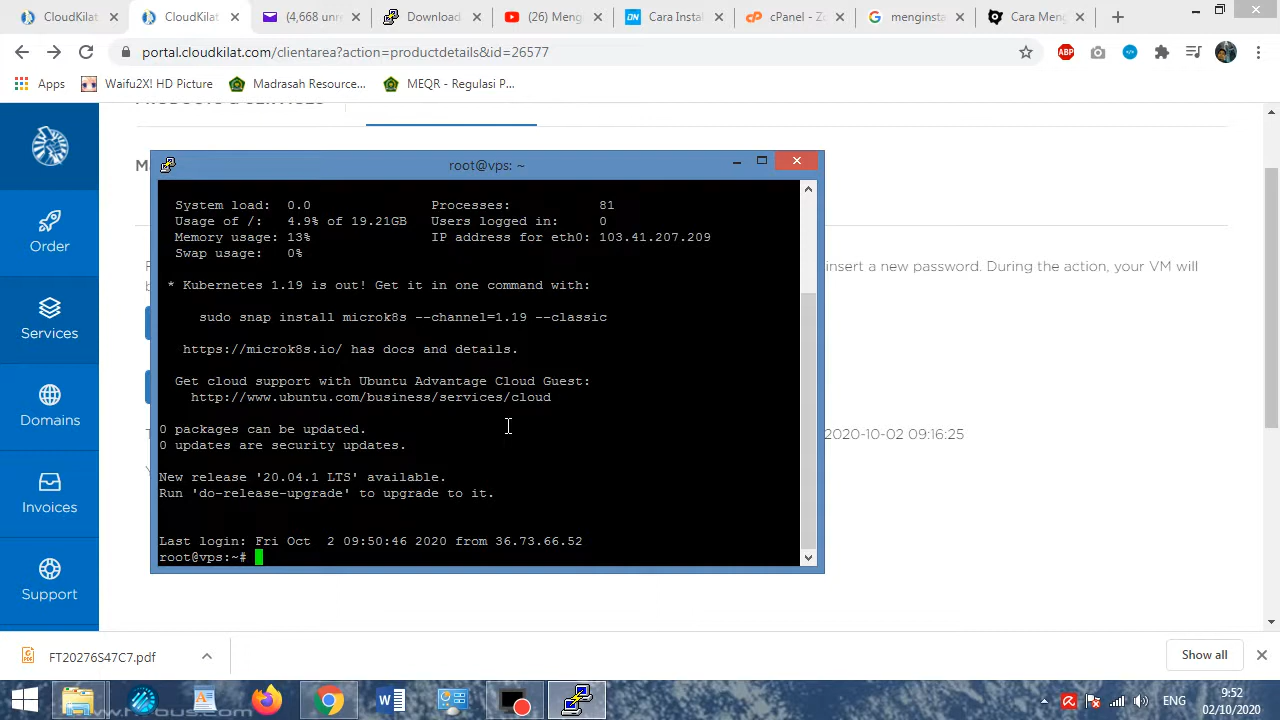 CloudKilat
CloudKilat
(4,668 unre
Download
(26) Meng
Cara Instal
cPanel - Zo
menginsta
Cara Meng
portal.cloudkilat.com/clientarea?action=productdetails&id=26577
Apps
Waifu2X! HD Picture
Madrasah Resource...
MEQR - Regulasi P...
Order
Services
Domains
Invoices
Support
root@vps: ~
System load: 0.0 Processes: 81
Usage of /: 4.9% of 19.21GB Users logged in: 0
Memory usage: 13% IP address for eth0: 103.41.207.209
Swap usage: 0%
* Kubernetes 1.19 is out! Get it in one command with:
sudo snap install microk8s --channel=1.19 --classic
https://microk8s.io/ has docs and details.
Get cloud support with Ubuntu Advantage Cloud Guest:
http://www.ubuntu.com/business/services/cloud
0 packages can be updated.
0 updates are security updates.
New release '20.04.1 LTS' available.
Run 'do-release-upgrade' to upgrade to it.
Last login: Fri Oct 2 09:50:46 2020 from 36.73.66.52
root@vps:~#
insert a new password. During the action, your VM will
2020-10-02 09:16:25
FT20276S47C7.pdf
Show all
ENG
9:52
02/10/2020